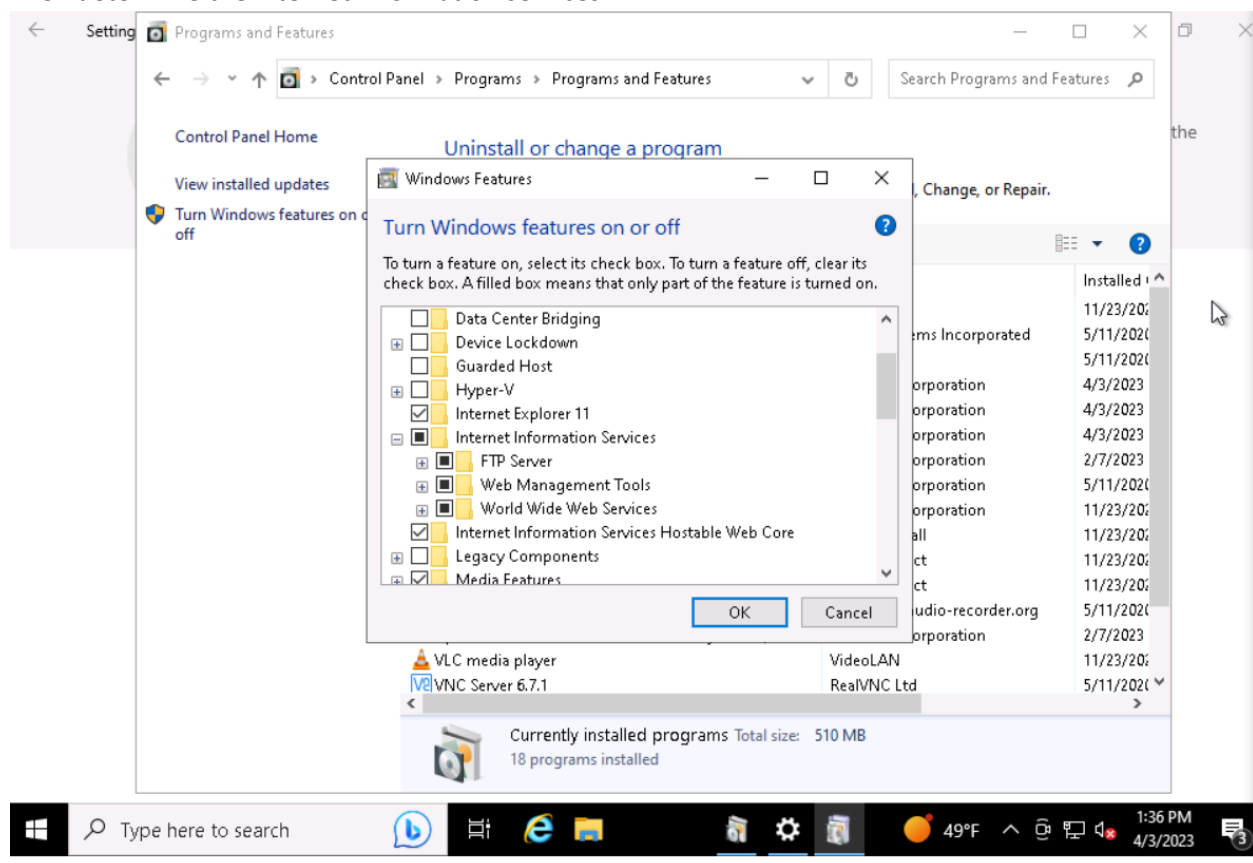 Setting
Programs and Features
Control Panel > Programs > Programs and Features
Search Programs and Features
the
Control Panel Home
Uninstall or change a program
View installed updates
Turn Windows features on o
off
, Change, or Repair.
Windows Features
Turn Windows features on or off
To turn a feature on, select its check box. To turn a feature off, clear its
check box. A filled box means that only part of the feature is turned on.
Data Center Bridging
Device Lockdown
Guarded Host
Hyper-V
Internet Explorer 11
Internet Information Services
FTP Server
Web Management Tools
World Wide Web Services
Internet Information Services Hostable Web Core
Legacy Components
Media Features
OK Cancel
Installed
11/23/202
ems Incorporated 5/11/202
5/11/202
orporation 4/3/2023
orporation 4/3/2023
orporation 4/3/2023
orporation 2/7/2023
orporation 5/11/202
orporation 11/23/202
all 11/23/202
ct 11/23/202
ct 11/23/202
udio-recorder.org 5/11/202
orporation 2/7/2023
VLC media player VideoLAN 11/23/202
VNC Server 6.7.1 RealVNC Ltd 5/11/202
Currently installed programs Total size: 510 MB
18 programs installed
Type here to search
49°F
1:36 PM
4/3/2023
3